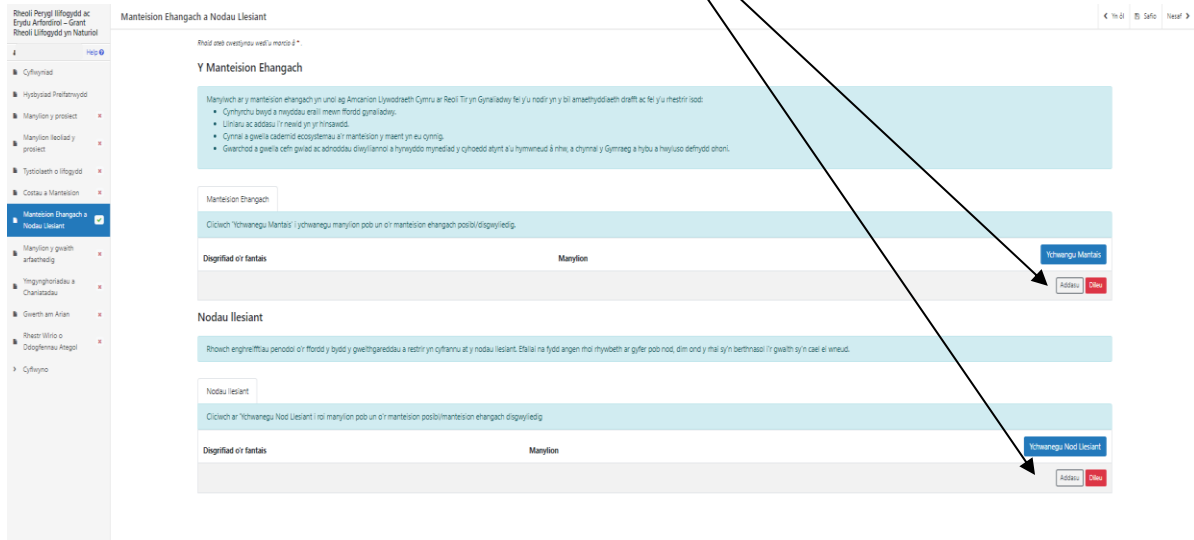 Rheoli Perygl llifogydd ac
Erydu Arfordirol – Grant
Rheoli Llifogydd yn Naturiol
Help
Cyflwyniad
Hysbysiad Preifatrwydd
Manylion y prosiect
Manylion lleoliad y
prosiect
Tystiolaeth o lifogydd
Costau a Manteision
Manteision Ehangach a
Nodau Llesiant
Manylion y gwaith
arfaethedig
Ymgynghoriadau a
Chaniatadau
Gwerth am Arian
Rhestr Wirio o
Ddogfennau Ategol
Cyflwyno
Manteision Ehangach a Nodau Llesiant
Yn ôl Safio Nesaf
Rhaid ateb cwestiynau wedi'u marcio â * .
Y Manteision Ehangach
Manylwch ar y manteision ehangach yn unol ag Amcanion Llywodraeth Cymru ar Reoli Tir yn Gynaliadwy fel y'u nodir yn y bil amaethyddiaeth drafft ac fel y'u rhestrir isod:
• Cynhyrchu bwyd a nwyddau eraill mewn ffordd gynaliadwy.
• Lliniaru ac addasu i'r newid yn yr hinsawdd.
• Cynnal a gwella cadernid ecosystemau a'r manteision y maent yn eu cynnig.
• Gwarchod a gwella cefn gwlad ac adnoddau diwylliannol a hyrwyddo mynediad y cyhoedd atynt a'u hymwneud â nhw, a chynnal y Gymraeg a hybu a hwyluso defnydd ohoni.
Manteision Ehangach
Cliciwch 'Ychwanegu Mantais' i ychwanegu manylion pob un o'r manteision ehangach posibl/disgwyliedig.
Disgrifiad o'r fantais Manylion Ychwangu Mantais
Addasu Dileu
Nodau llesiant
Rhowch enghreifftiau penodol o'r ffordd y bydd y gweithgareddau a restrir yn cyfrannu at y nodau llesiant. Efallai na fydd angen rhoi rhywbeth ar gyfer pob nod, dim ond y rhai sy'n berthnasol i'r gwaith sy'n cael ei wneud.
Nodau llesiant
Cliciwch ar 'Ychwanegu Nod Llesiant i roi manylion pob un o'r manteision posibl/manteision ehangach disgwyliedig
Disgrifiad o'r fantais Manylion Ychwanegu Nod Llesiant
Addasu Dileu